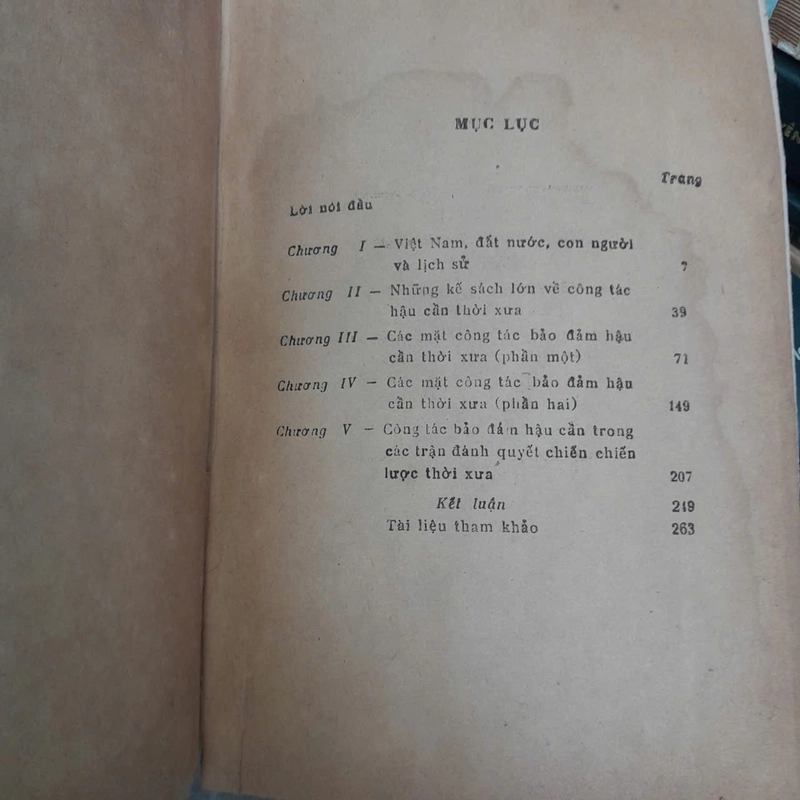 MỤC LỤC
Trang
Lời nói đầu
Chương I — Việt Nam, đất nước, con người
và lịch sử 7
Chương II — Những kế sách lớn về công tác
hậu cần thời xưa 39
Chương III — Các mặt công tác bảo đảm hậu
cần thời xưa (phần một) 71
Chương IV — Các mặt công tác bảo đảm hậu
cần thời xưa (phần hai) 149
Chương V — Công tác bảo đảm hậu cần trong
các trận đánh quyết chiến chiến
lược thời xưa 207
Kết luận 249
Tài liệu tham khảo 263